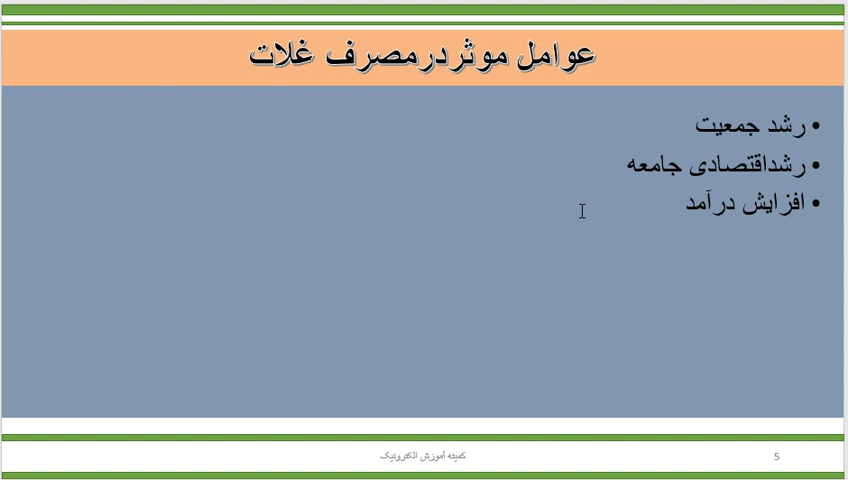 عوامل موثردرمصرف غلات
• رشد جمعیت
• رشداقتصادی جامعه
• افزایش درآمد
کمیته آموزش الکترونیک
5